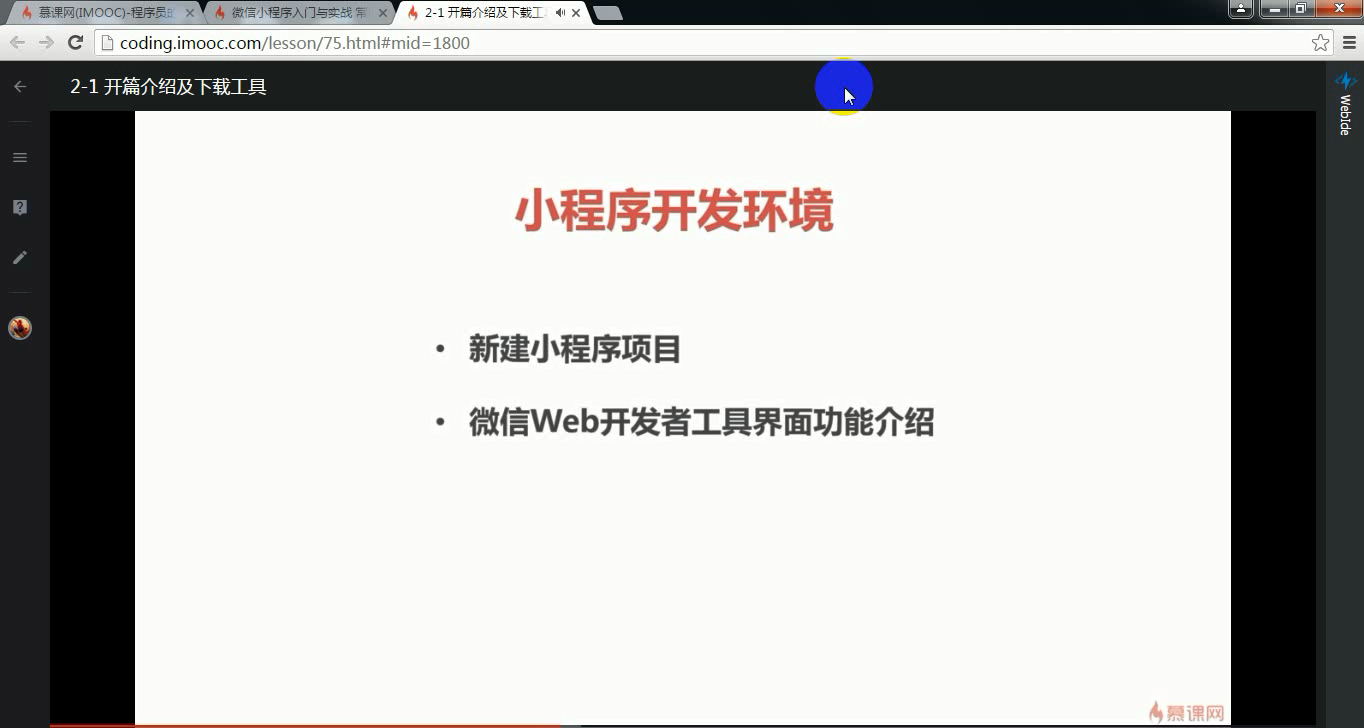 慕课网(IMOOC)-程序员
微信小程序入门与实战 常
2-1 开篇介绍及下载工
coding.imooc.com/lesson/75.html#mid=1800
2-1 开篇介绍及下载工具
WebIde
小程序开发环境
• 新建小程序项目
• 微信Web开发者工具界面功能介绍
慕课网